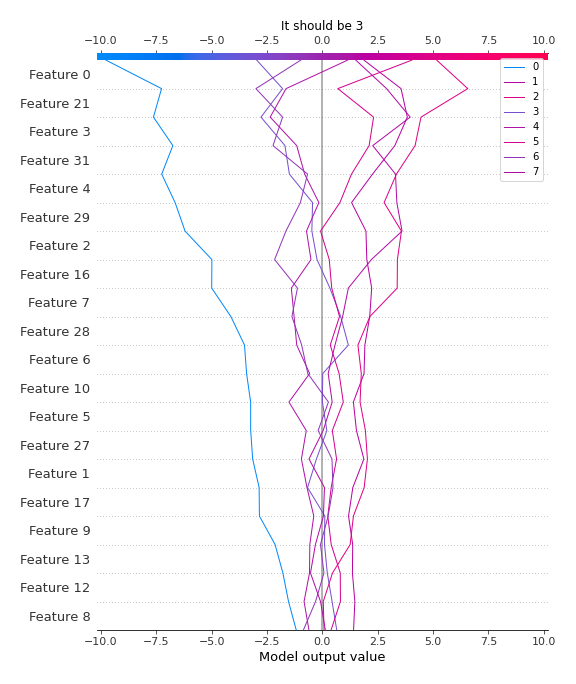 It should be 3
−10.0 −7.5 −5.0 −2.5 0.0 2.5 5.0 7.5 10.0
0
1
2
3
4
5
6
7
Feature 0
Feature 21
Feature 3
Feature 31
Feature 4
Feature 29
Feature 2
Feature 16
Feature 7
Feature 28
Feature 6
Feature 10
Feature 5
Feature 27
Feature 1
Feature 17
Feature 9
Feature 13
Feature 12
Feature 8
−10.0 −7.5 −5.0 −2.5 0.0 2.5 5.0 7.5 10.0
Model output value